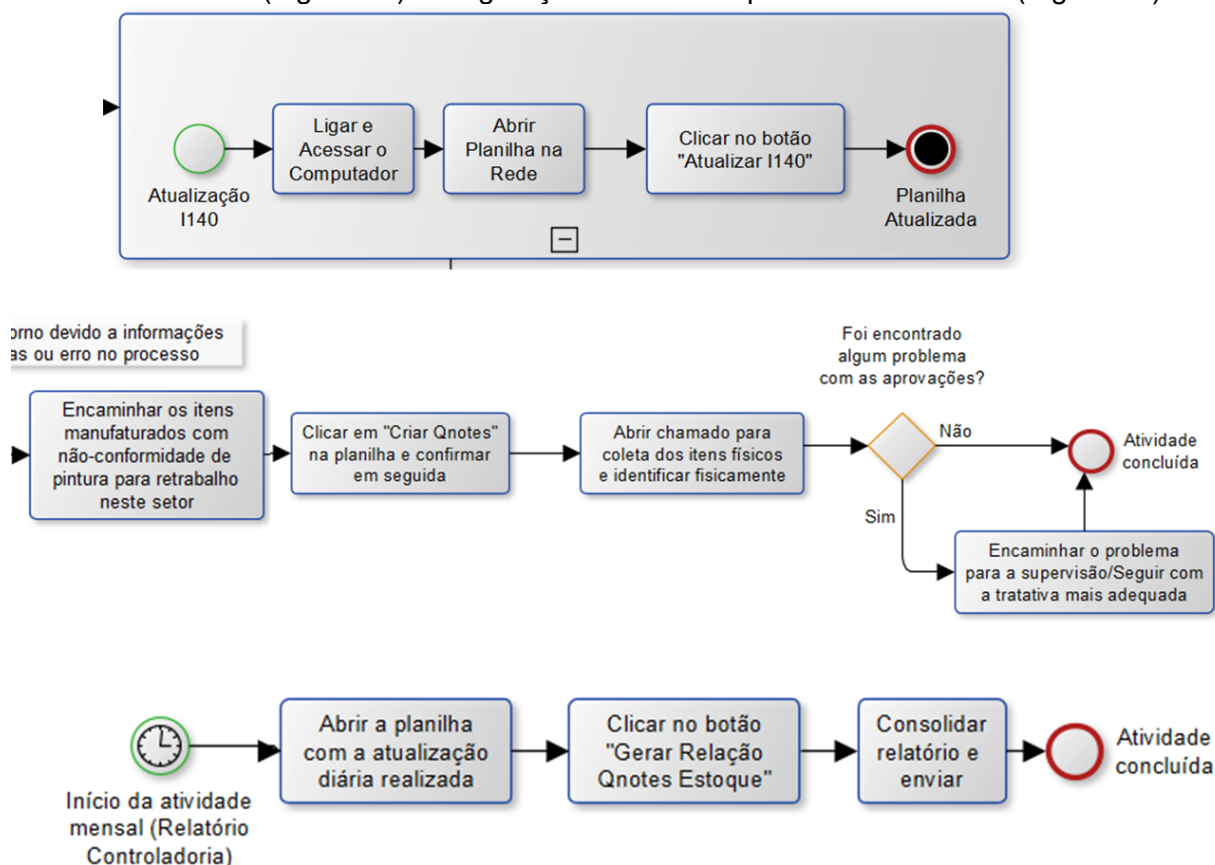 Ligar e
Acessar o
Computador
Abrir
Planilha na
Rede
Clicar no botão
"Atualizar I140"
Atualização
I140
Planilha
Atualizada
orno devido a informações
as ou erro no processo
Foi encontrado
algum problema
com as aprovações?
Encaminhar os itens
manufaturados com
não-conformidade de
pintura para retrabalho
neste setor
Clicar em "Criar Qnotes"
na planilha e confirmar
em seguida
Abrir chamado para
coleta dos itens físicos
e identificar fisicamente
Não
Atividade
concluída
Sim
Encaminhar o problema
para a supervisão/Seguir com
a tratativa mais adequada
Início da atividade
mensal (Relatório
Controladoria)
Abrir a planilha
com a atualização
diária realizada
Clicar no botão
"Gerar Relação
Qnotes Estoque"
Consolidar
relatório e
enviar
Atividade
concluída